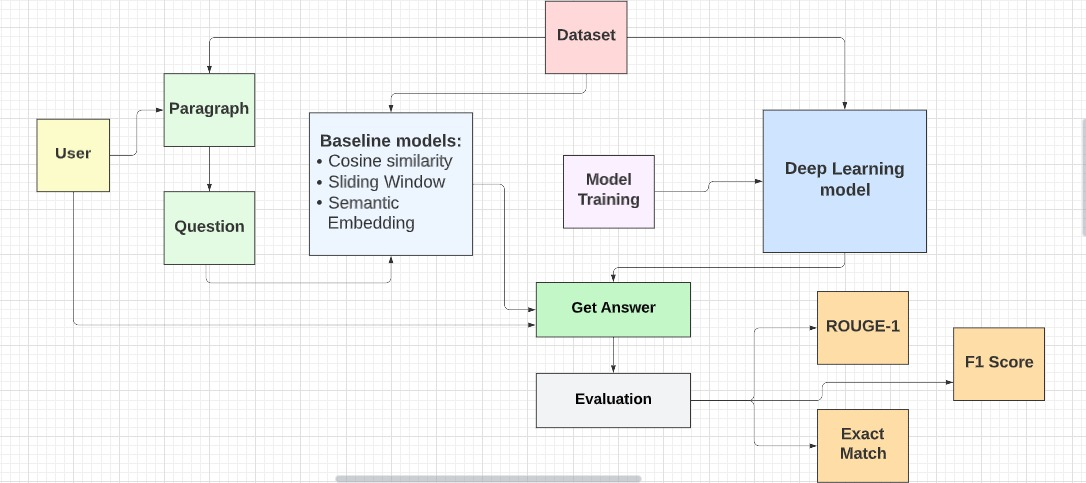 Dataset
Paragraph
User
Question
Baseline models:
• Cosine similarity
• Sliding Window
• Semantic
Embedding
Model
Training
Deep Learning
model
Get Answer
Evaluation
ROUGE-1
F1 Score
Exact
Match